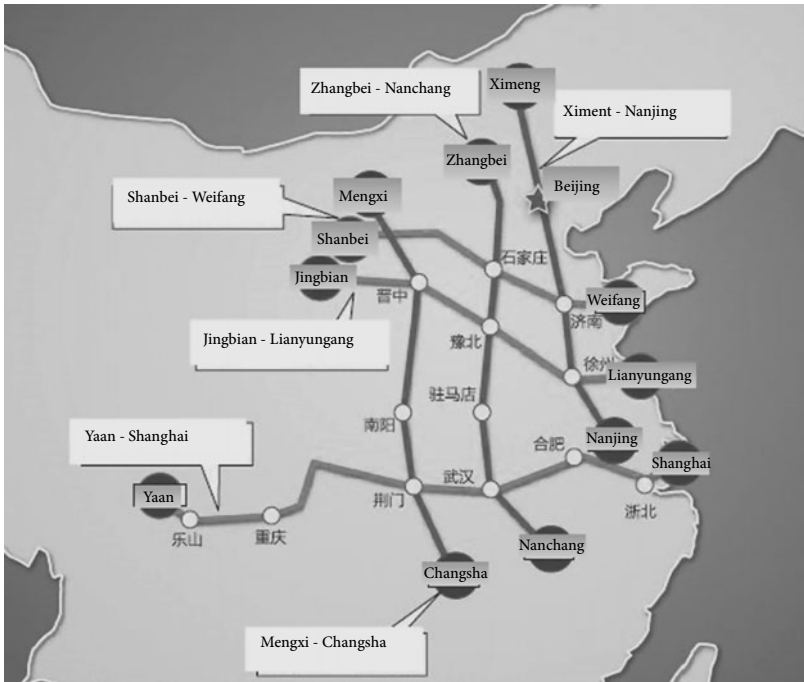 Ximeng
Zhangbei - Nanchang
Ximent - Nanjing
Zhangbei
Beijing
Shanbei - Weifang
Mengxi
Shanbei
石家庄
Jingbian
晋中
Weifang
济南
Jingbian - Lianyungang
豫北
徐州
Lianyungang
驻马店
南阳
Yaan - Shanghai
合肥
Nanjing
Shanghai
武汉
Yaan
荆门
浙北
乐山
重庆
Nanchang
Changsha
Mengxi - Changsha